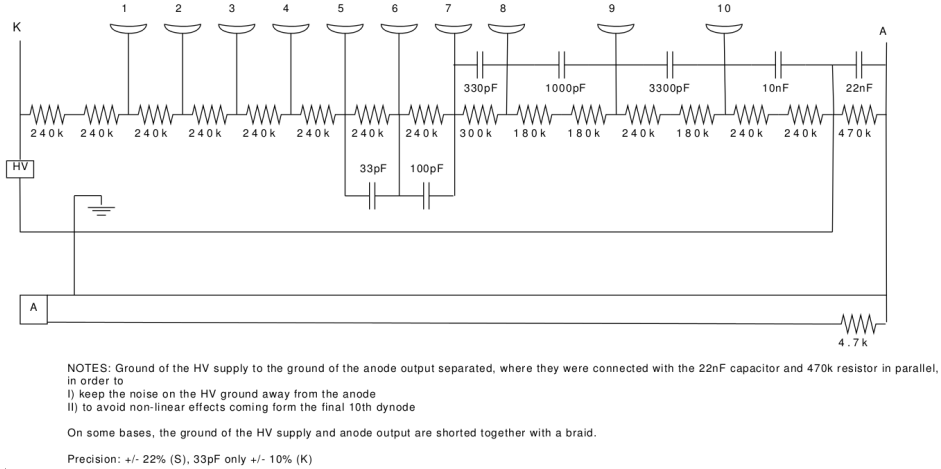 1 2 3 4 5 6 7 8 9 10
K A
330pF 1000pF 3300pF 10nF 22nF
240k 240k 240k 240k 240k 240k 240k 240k 300k 180k 180k 240k 180k 240k 240k 470k
HV 33pF 100pF
A
4.7k
NOTES: Ground of the HV supply to the ground of the anode output separated, where they were connected with the 22nF capacitor and 470k resistor in parallel,
in order to
I) keep the noise on the HV ground away from the anode
II) to avoid non-linear effects coming form the final 10th dynode
On some bases, the ground of the HV supply and anode output are shorted together with a braid.
Precision: +/- 22% (S), 33pF only +/- 10% (K)